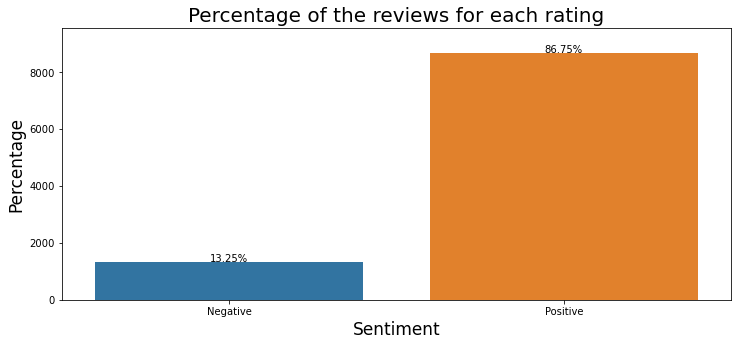 Percentage of the reviews for each rating
86.75%
8000
6000
Percentage
4000
2000
13.25%
0
Negative
Positive
Sentiment